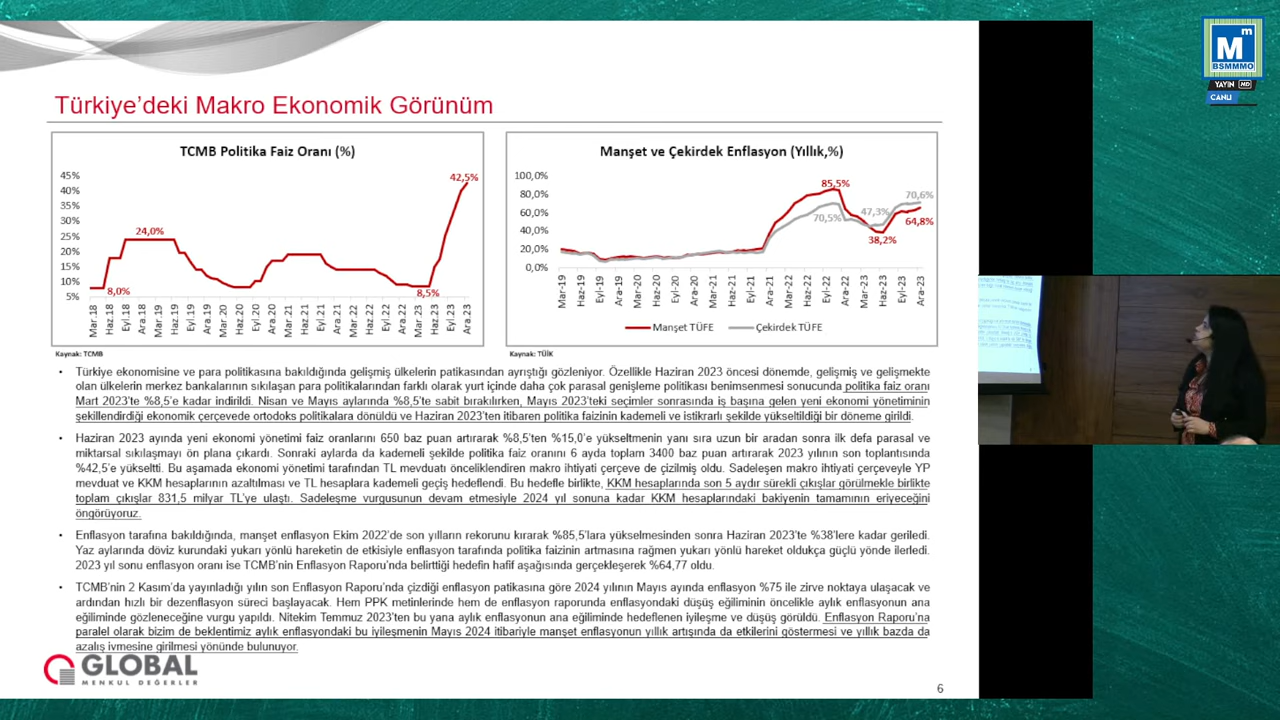 Türkiye'deki Makro Ekonomik Görünüm
TCMB Politika Faiz Oranı (%)
45%
40%
35%
30%
25%
20%
15%
10%
5%
24,0%
8,0%
8,5%
42,5%
Mar.18
Haz.18
Eyl.18
Ara.18
Mar.19
Haz.19
Eyl.19
Ara.19
Mar.20
Haz.20
Eyl.20
Ara.20
Mar.21
Haz.21
Eyl.21
Ara.21
Mar.22
Haz.22
Eyl.22
Ara.22
Mar.23
Haz.23
Eyl.23
Ara.23
Kaynak: TCMB
Manşet ve Çekirdek Enflasyon (Yıllık,%)
100,0%
80,0%
60,0%
40,0%
20,0%
0,0%
85,5%
70,5%
47,3%
38,2%
70,6%
64,8%
Mar-19
Haz-19
Eyl-19
Ara-19
Mar-20
Haz-20
Eyl-20
Ara-20
Mar-21
Haz-21
Eyl-21
Ara-21
Mar-22
Haz-22
Eyl-22
Ara-22
Mar-23
Haz-23
Eyl-23
Ara-23
Manşet TÜFE
Çekirdek TÜFE
Kaynak: TÜİK
• Türkiye ekonomisine ve para politikasına bakıldığında gelişmiş ülkelerin patikasından ayrıştığı gözleniyor. Özellikle Haziran 2023 öncesi dönemde, gelişmiş ve gelişmekte
olan ülkelerin merkez bankalarının sıkılaşan para politikalarından farklı olarak yurt içinde daha çok parasal genişleme politikası benimsenmesi sonucunda politika faiz oranı
Mart 2023'te %8,5'e kadar indirildi. Nisan ve Mayıs aylarında %8,5'te sabit bırakılırken, Mayıs 2023'teki seçimler sonrasında iş başına gelen yeni ekonomi yönetiminin
şekillendirdiği ekonomik çerçevede ortodoks politikalara dönüldü ve Haziran 2023'ten itibaren politika faizinin kademeli ve istikrarlı şekilde yükseltildiği bir döneme girildi.
• Haziran 2023 ayında yeni ekonomi yönetimi faiz oranlarını 650 baz puan artırarak %8,5'ten %15,0'e yükseltmenin yanı sıra uzun bir aradan sonra ilk defa parasal ve
miktarsal sıkılaşmayı ön plana çıkardı. Sonraki aylarda da kademeli şekilde politika faiz oranını 6 ayda toplam 3400 baz puan artırarak 2023 yılının son toplantısında
%42,5'e yükseltti. Bu aşamada ekonomi yönetimi tarafından TL mevduatı önceliklendiren makro ihtiyati çerçeve de çizilmiş oldu. Sadeleşen makro ihtiyati çerçeveyle YP
mevduat ve KKM hesaplarının azaltılması ve TL hesaplara kademeli geçiş hedeflendi. Bu hedefle birlikte, KKM hesaplarında son 5 aydır sürekli çıkışlar görülmekle birlikte
toplam çıkışlar 831,5 milyar TL'ye ulaştı. Sadeleşme vurgusunun devam etmesiyle 2024 yıl sonuna kadar KKM hesaplarındaki bakiyenin tamamının eriyeceğini
öngörüyoruz.
• Enflasyon tarafına bakıldığında, manşet enflasyon Ekim 2022'de son yılların rekorunu kırarak %85,5'lara yükselmesinden sonra Haziran 2023'te %38'lere kadar geriledi.
Yaz aylarında döviz kurundaki yukarı yönlü hareketin de etkisiyle enflasyon tarafında politika faizinin artmasına rağmen yukarı yönlü hareket oldukça güçlü yönde ilerledi.
2023 yıl sonu enflasyon oranı ise TCMB'nin Enflasyon Raporu'nda belirttiği hedefin hafif aşağısında gerçekleşerek %64,77 oldu.
• TCMB'nin 2 Kasım'da yayınladığı yılın son Enflasyon Raporu'nda çizdiği enflasyon patikasına göre 2024 yılının Mayıs ayında enflasyon %75 ile zirve noktaya ulaşacak ve
ardından hızlı bir dezenflasyon süreci başlayacak. Hem PPK metinlerinde hem de enflasyon raporunda enflasyondaki düşüş eğiliminin öncelikle aylık enflasyonun ana
eğiliminde gözleneceğine vurgu yapıldı. Nitekim Temmuz 2023'ten bu yana aylık enflasyonun ana eğiliminde hedeflenen iyileşme ve düşüş görüldü. Enflasyon Raporu'na
paralel olarak bizim de beklentimiz aylık enflasyondaki bu iyileşmenin Mayıs 2024 itibariyle manşet enflasyonun yıllık artışında da etkilerini göstermesi ve yıllık bazda da
azalış ivmesine girilmesi yönünde bulunuyor.
GLOBAL
MENKUL DEĞERLER
6
M m
BSMMMO
YAYIN HD
CANLI